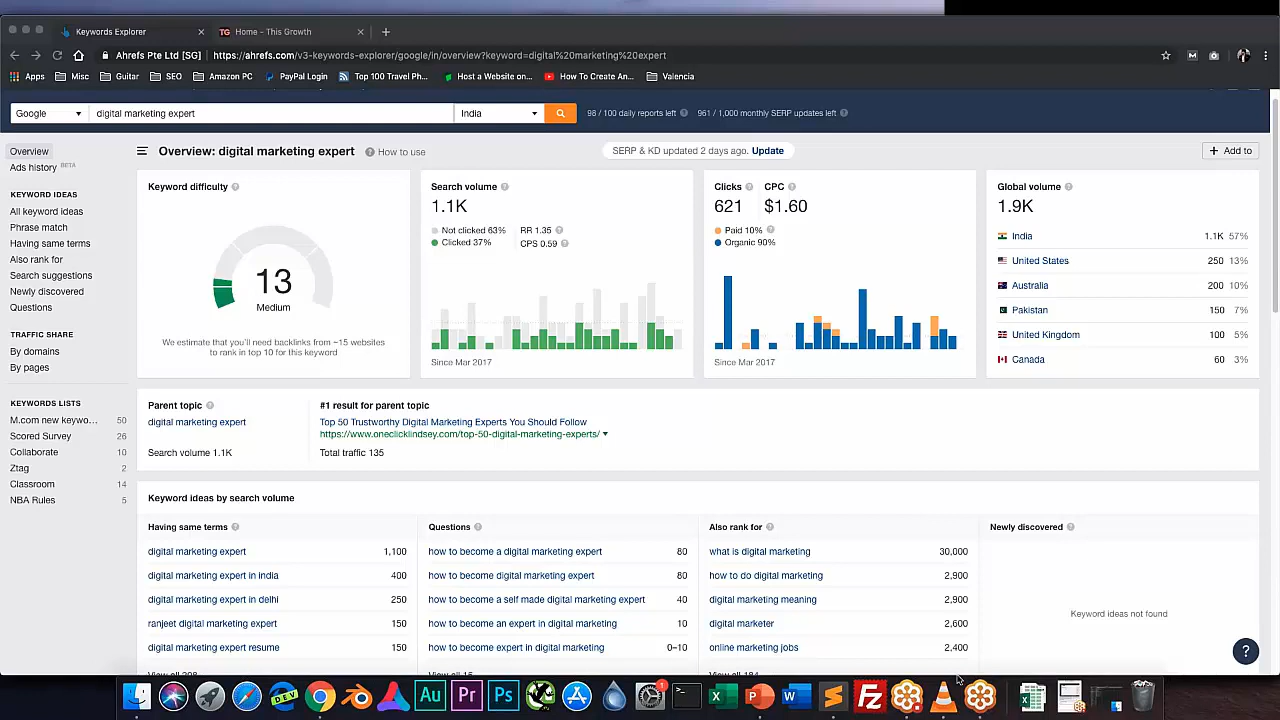 Keywords Explorer
TG Home - This Growth
Ahrefs Pte Ltd [SG] https://ahrefs.com/v3-keywords-explorer/google/in/overview?keyword=digital%20marketing%20expert
Apps Misc Guitar SEO Amazon PC PayPal Login Top 100 Travel Ph... Host a Website on... How To Create An... Valencia
Google digital marketing expert India 98 / 100 daily reports left 961 / 1,000 monthly SERP updates left
Overview
Ads history BETA
KEYWORD IDEAS
All keyword ideas
Phrase match
Having same terms
Also rank for
Search suggestions
Newly discovered
Questions
TRAFFIC SHARE
By domains
By pages
KEYWORDS LISTS
M.com new keywo... 50
Scored Survey 26
Collaborate 10
Ztag 2
Classroom 14
NBA Rules 5
Overview: digital marketing expert How to use
SERP & KD updated 2 days ago. Update
+ Add to
Keyword difficulty
13
Medium
We estimate that you'll need backlinks from ~15 websites
to rank in top 10 for this keyword
Search volume
1.1K
Not clicked 63% RR 1.35
Clicked 37% CPS 0.59
Since Mar 2017
Clicks CPC
621 $1.60
Paid 10%
Organic 90%
Since Mar 2017
Global volume
1.9K
India 1.1K 57%
United States 250 13%
Australia 200 10%
Pakistan 150 7%
United Kingdom 100 5%
Canada 60 3%
Parent topic
digital marketing expert
Search volume 1.1K
#1 result for parent topic
Top 50 Trustworthy Digital Marketing Experts You Should Follow
https://www.oneclicklindsey.com/top-50-digital-marketing-experts/
Total traffic 135
Keyword ideas by search volume
Having same terms
digital marketing expert 1,100
digital marketing expert in india 400
digital marketing expert in delhi 250
ranjeet digital marketing expert 150
digital marketing expert resume 150
Questions
how to become a digital marketing expert 80
how to become digital marketing expert 80
how to become a self made digital marketing expert 40
how to become an expert in digital marketing 10
how to become expert in digital marketing 0–10
Also rank for
what is digital marketing 30,000
how to do digital marketing 2,900
digital marketing meaning 2,900
digital marketer 2,600
online marketing jobs 2,400
Newly discovered
Keyword ideas not found
?
DEV Au Pr Ps 1 X P W S FZ